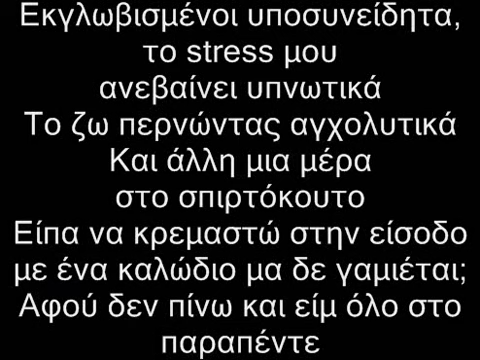 Εκγλωβισμένοι υποσυνείδητα,
το stress μου
ανεβαίνει υπνωτικά
Το ζω περνώντας αγχολυτικά
Και άλλη μια μέρα
στο σπιρτόκουτο
Είπα να κρεμαστώ στην είσοδο
με ένα καλώδιο μα δε γαμιέται;
Αφού δεν πίνω και είμ όλο στο
παραπέντε